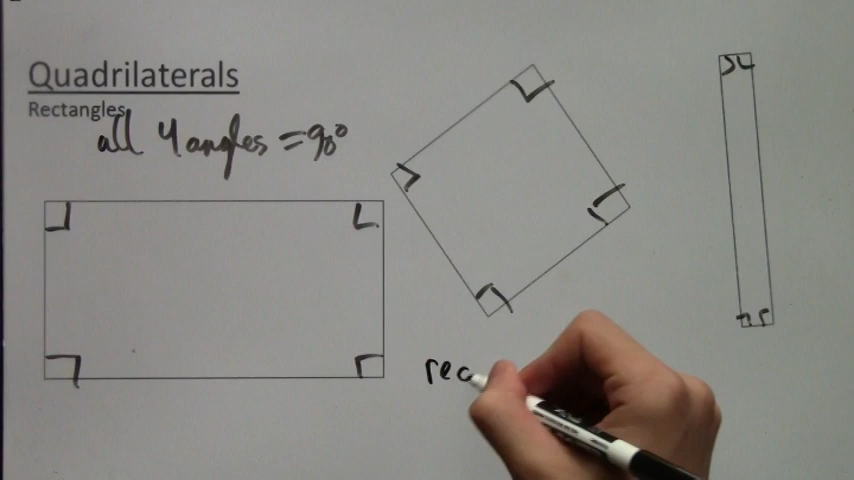 Quadrilaterals
Rectangles
all 4 angles = 90°
rec